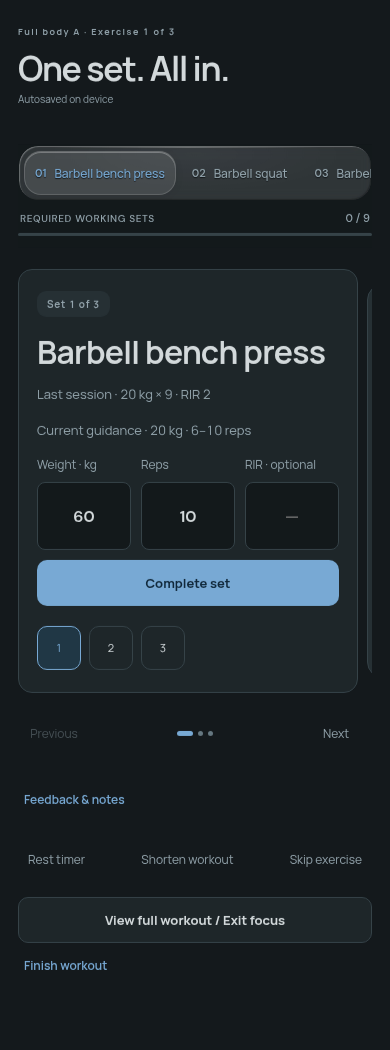 Full body A · Exercise 1 of 3
One set. All in.
Autosaved on device
01 Barbell bench press 02 Barbell squat 03 Barbel
REQUIRED WORKING SETS 0 / 9
Set 1 of 3
Barbell bench press
Last session · 20 kg × 9 · RIR 2
Current guidance · 20 kg · 6–10 reps
Weight · kg Reps RIR · optional
60 10 —
Complete set
1 2 3
Previous Next
Feedback & notes
Rest timer Shorten workout Skip exercise
View full workout / Exit focus
Finish workout